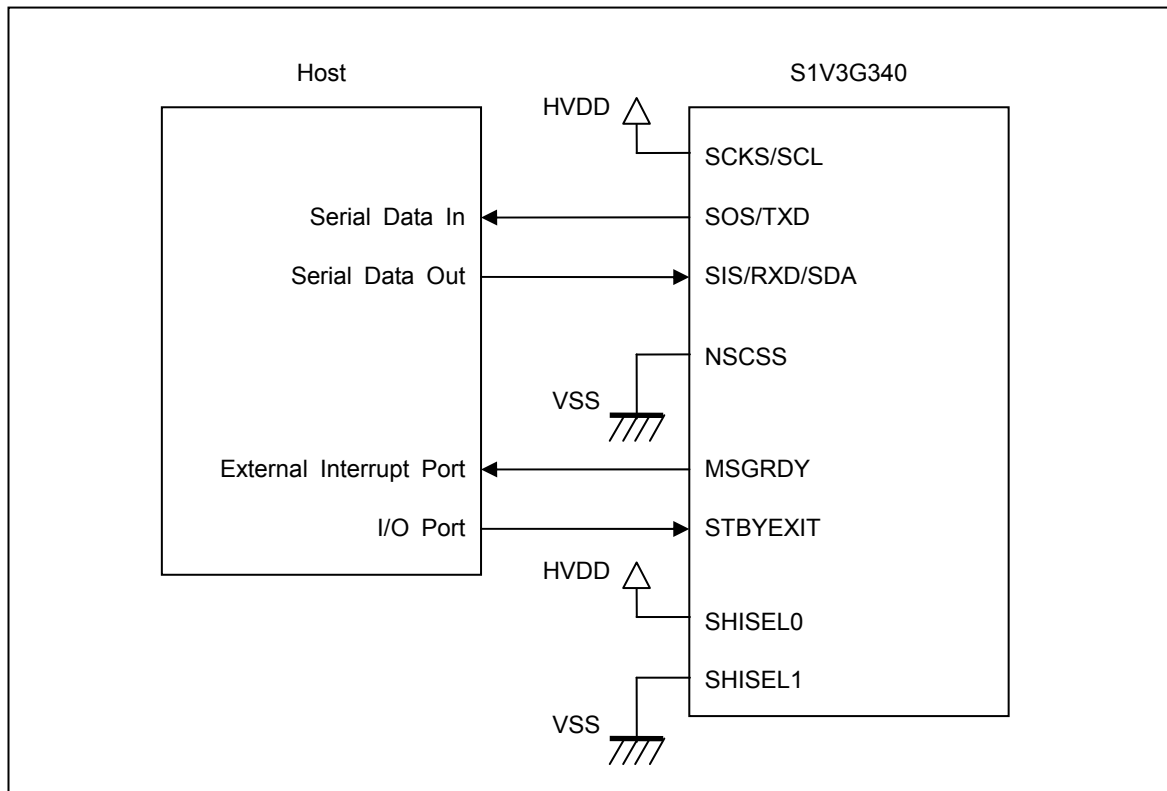 Host
S1V3G340
HVDD
SCKS/SCL
Serial Data In
SOS/TXD
Serial Data Out
SIS/RXD/SDA
NSCSS
VSS
External Interrupt Port
MSGRDY
I/O Port
STBYEXIT
HVDD
SHISEL0
SHISEL1
VSS